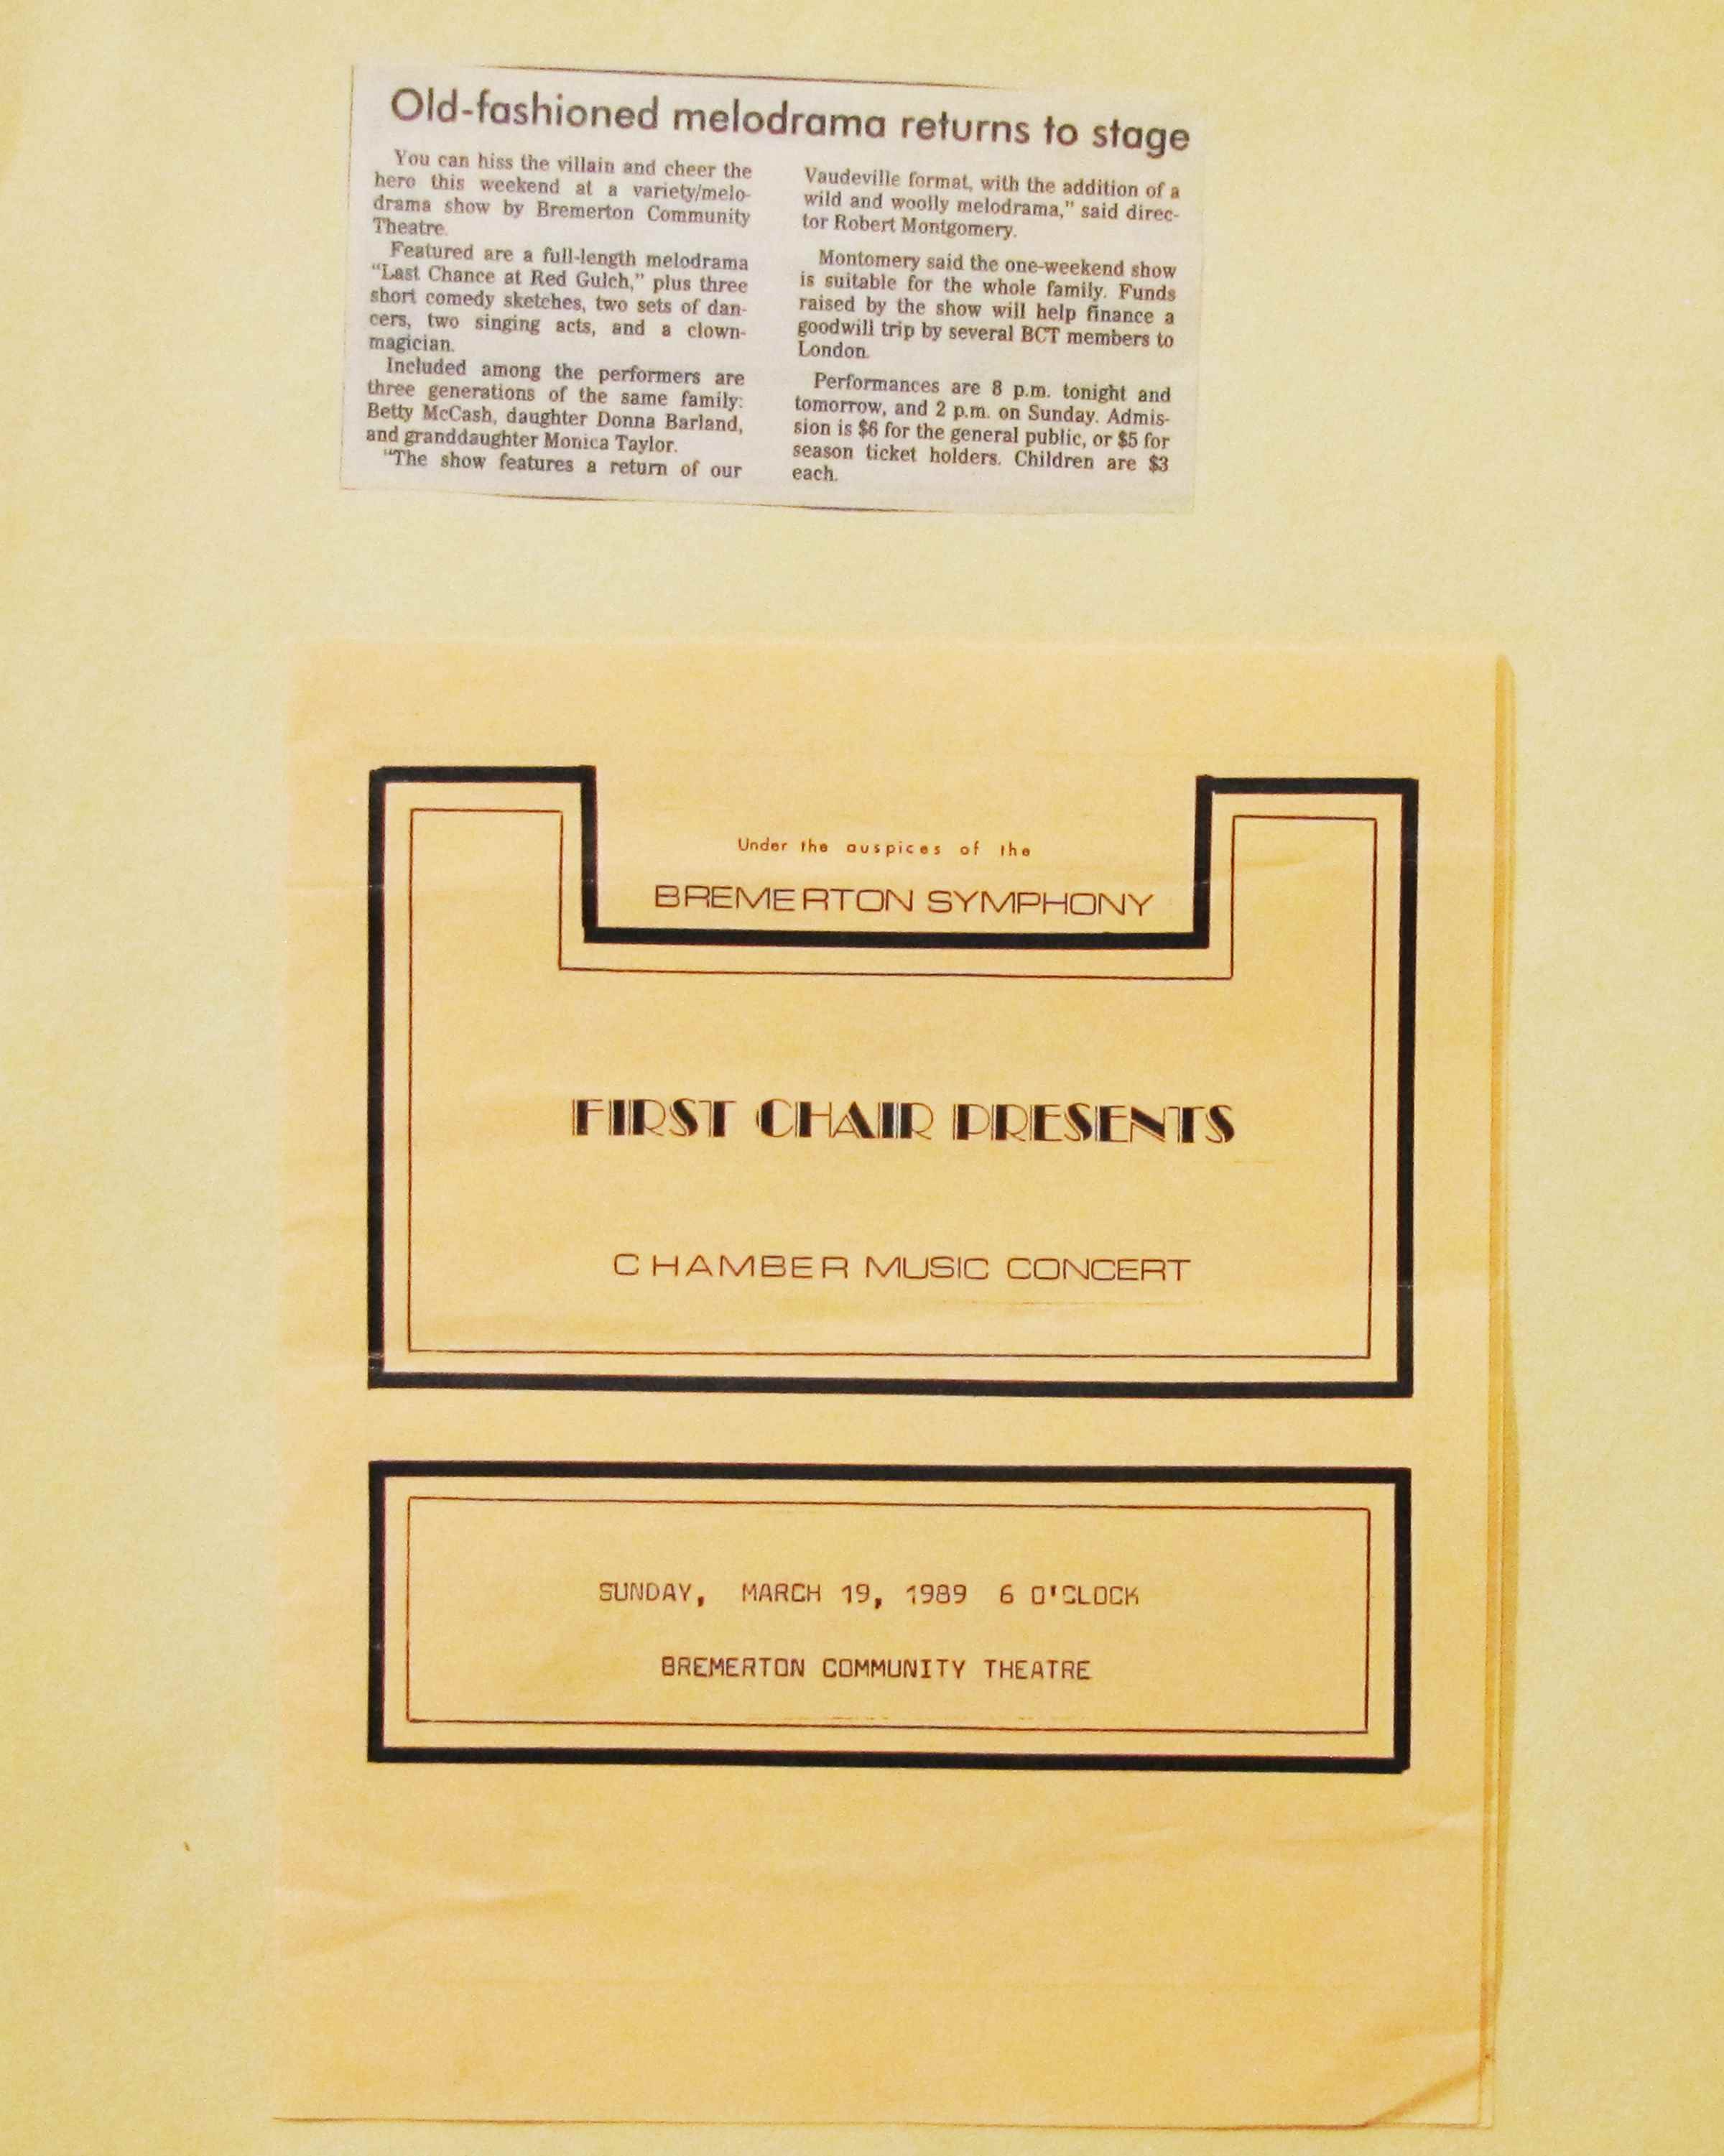 Old-fashioned melodrama returns to stage
You can hiss the villain and cheer the
hero this weekend at a variety/melo-
drama show by Bremerton Community
Theatre.
Featured are a full-length melodrama
"Last Chance at Red Gulch," plus three
short comedy sketches, two sets of dan-
cers, two singing acts, and a clown-
magician.
Included among the performers are
three generations of the same family:
Betty McCash, daughter Donna Barland,
and granddaughter Monica Taylor.
"The show features a return of our
Vaudeville format, with the addition of a
wild and woolly melodrama," said direc-
tor Robert Montgomery.
Montomery said the one-weekend show
is suitable for the whole family. Funds
raised by the show will help finance a
goodwill trip by several BCT members to
London.
Performances are 8 p.m. tonight and
tomorrow, and 2 p.m. on Sunday. Admis-
sion is $6 for the general public, or $5 for
season ticket holders. Children are $3
each.
Under the auspices of the
BREMERTON SYMPHONY
FIRST CHAIR PRESENTS
CHAMBER MUSIC CONCERT
SUNDAY, MARCH 19, 1989 6 O'CLOCK
BREMERTON COMMUNITY THEATRE